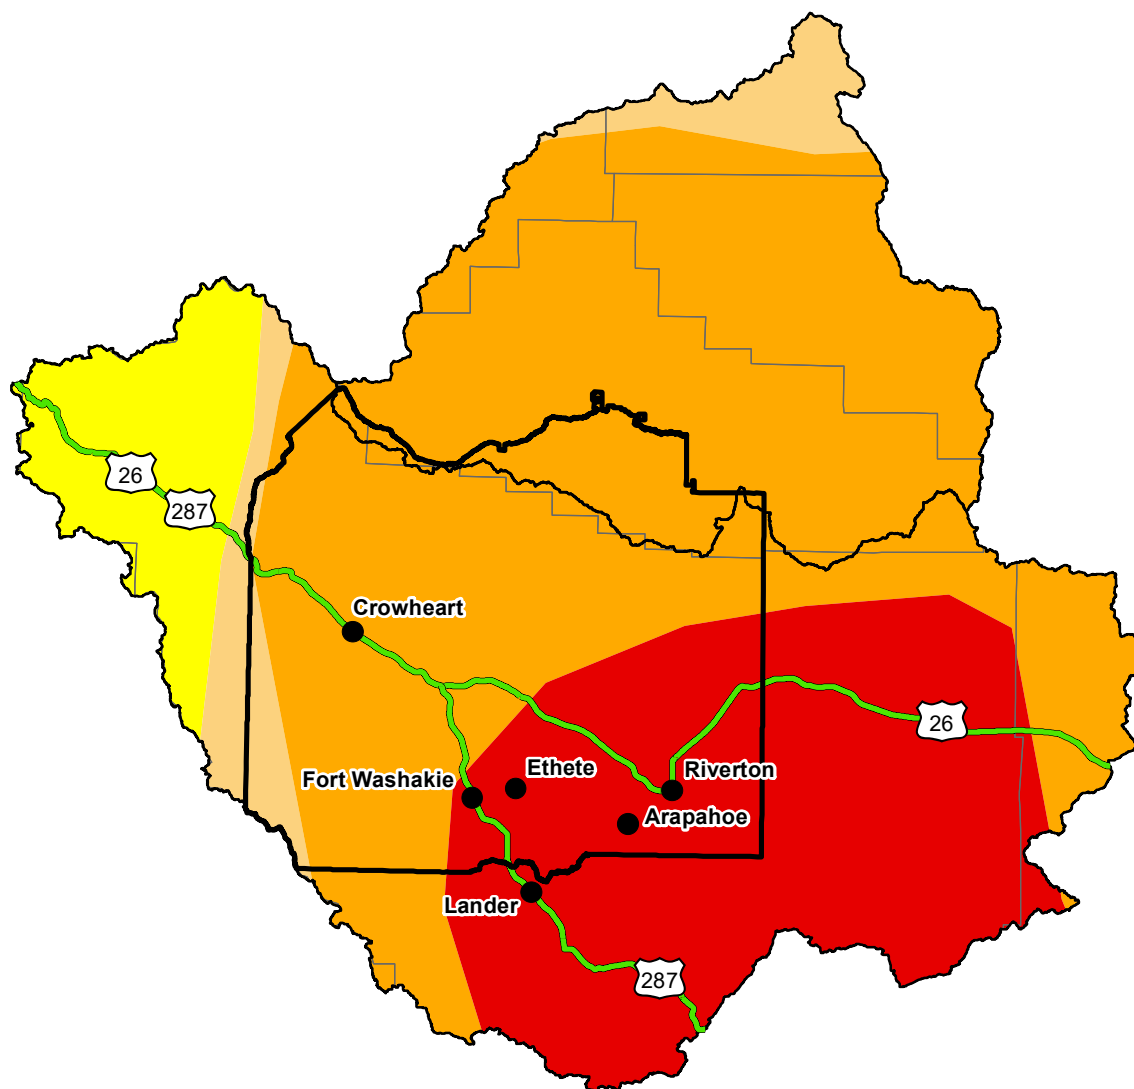 26
287
Crowheart
Fort Washakie
Ethete
Riverton
26
Arapahoe
Lander
287